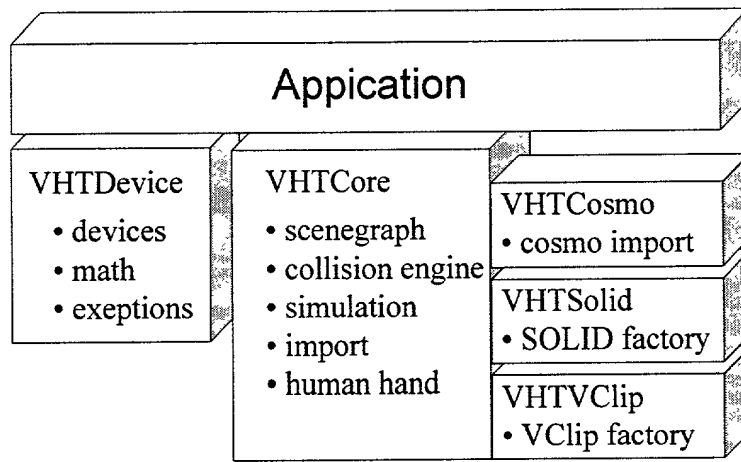 Appication
VHTDevice
• devices
• math
• exeptions
VHTCore
• scenegraph
• collision engine
• simulation
• import
• human hand
VHTCosmo
• cosmo import
VHTSolid
• SOLID factory
VHTVClip
• VClip factory